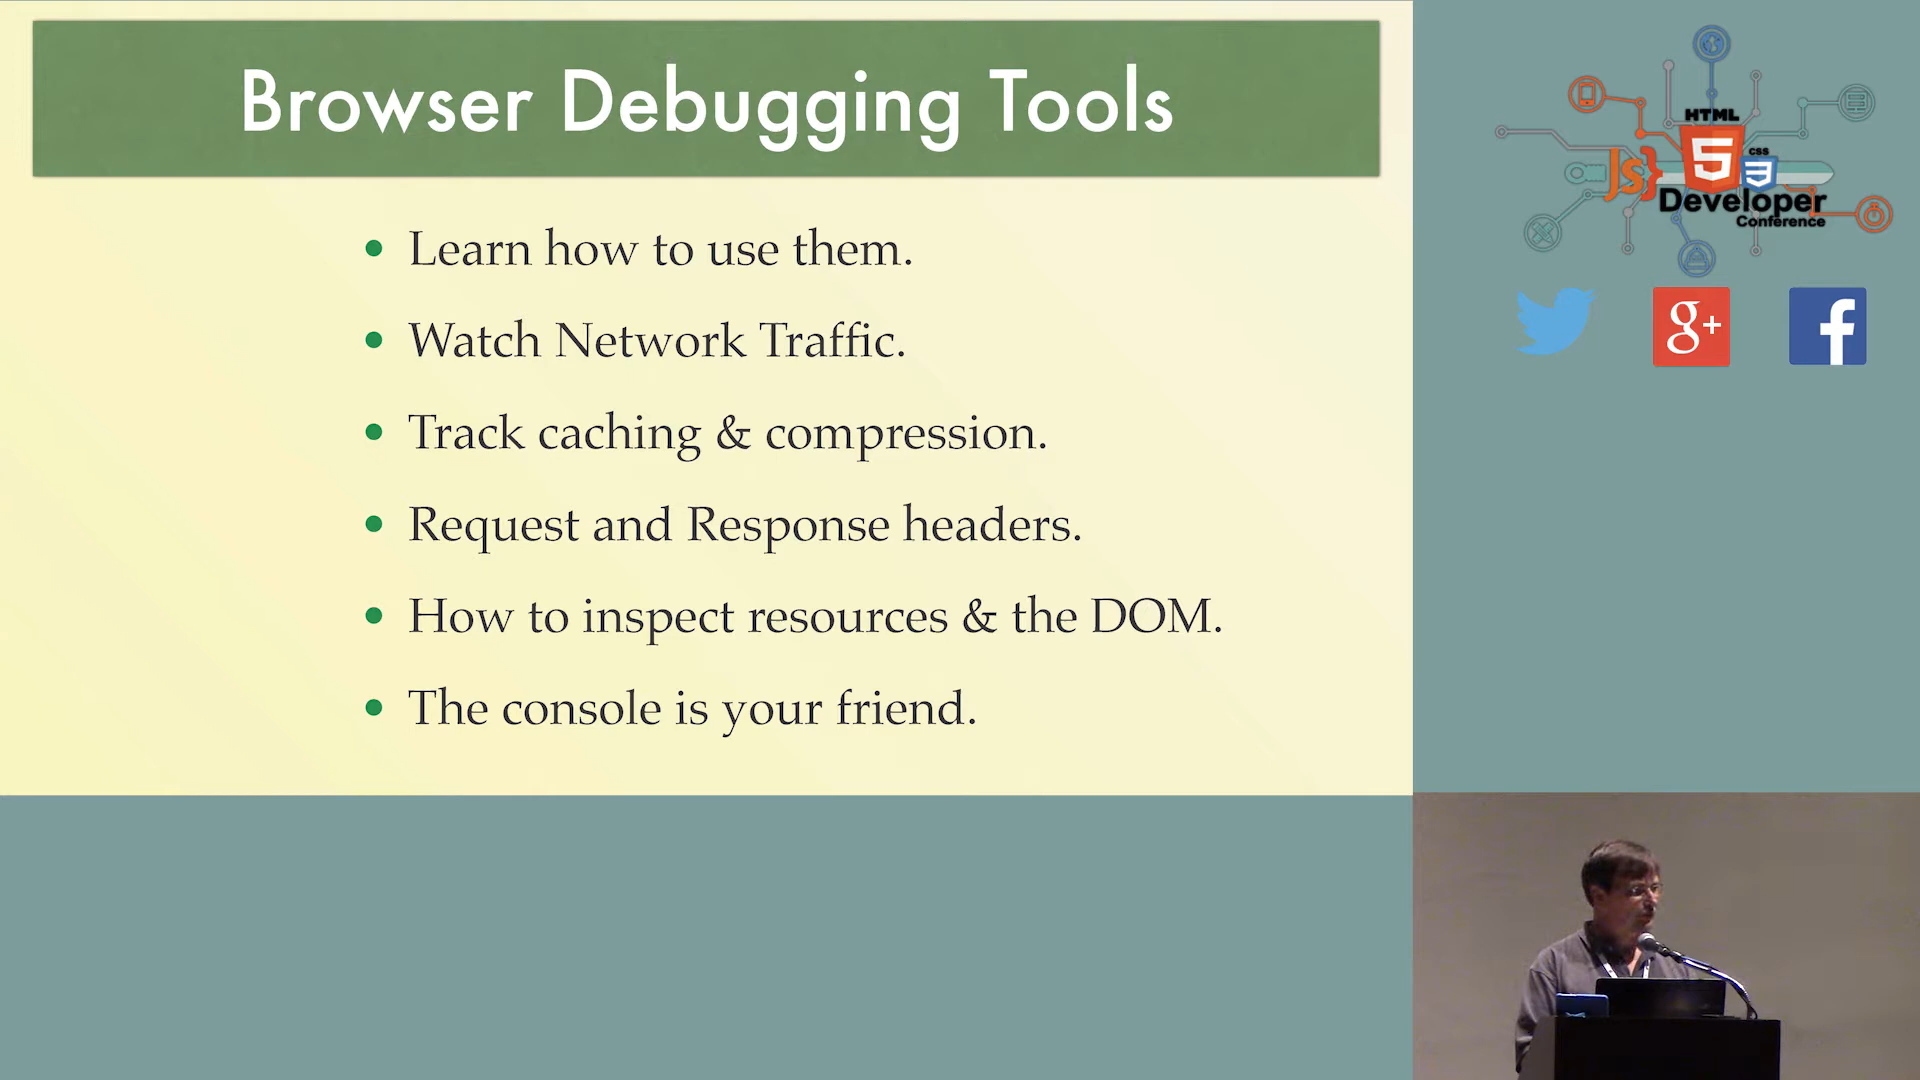 Browser Debugging Tools
Learn how to use them.
Watch Network Traffic.
Track caching & compression.
Request and Response headers.
How to inspect resources & the DOM.
The console is your friend.
HTML
5
JS}
CSS
3
Developer
Conference
g+
f